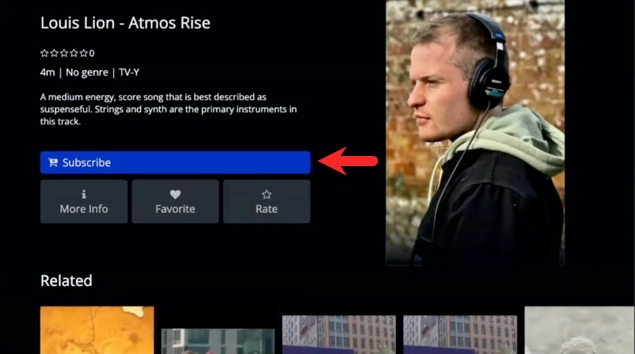 Louis Lion - Atmos Rise
0
4m | No genre | TV-Y
A medium energy, score song that is best described as
suspenseful. Strings and synth are the primary instruments in
this track.
Subscribe
More Info
Favorite
Rate
Related